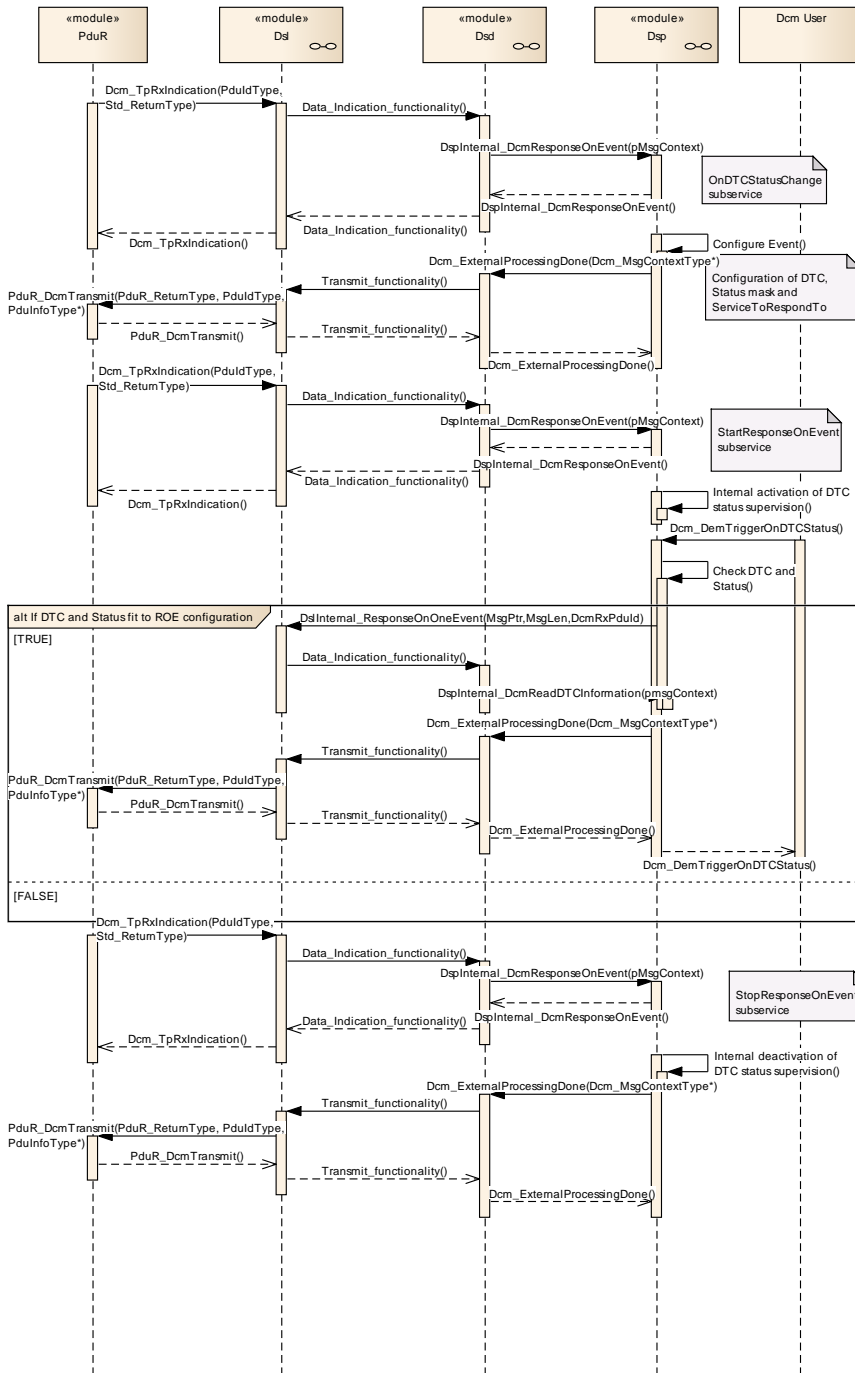 «module»
PduR
«module»
Dsl
«module»
Dsd
«module»
Dsp
Dcm User
Dcm_TpRxIndication(PduIdType,
Std_ReturnType)
Data_Indication_functionality()
DspInternal_DcmResponseOnEvent(pMsgContext)
OnDTCStatusChange
subservice
DspInternal_DcmResponseOnEvent()
Data_Indication_functionality()
Dcm_TpRxIndication()
Configure Event()
Dcm_ExternalProcessingDone(Dcm_MsgContextType*)
Configuration of DTC,
Status mask and
ServiceToRespondTo
Transmit_functionality()
PduR_DcmTransmit(PduR_ReturnType, PduIdType,
PduInfoType*)
PduR_DcmTransmit()
Transmit_functionality()
Dcm_ExternalProcessingDone()
Dcm_TpRxIndication(PduIdType,
Std_ReturnType)
Data_Indication_functionality()
DspInternal_DcmResponseOnEvent(pMsgContext)
StartResponseOnEvent
subservice
DspInternal_DcmResponseOnEvent()
Data_Indication_functionality()
Dcm_TpRxIndication()
Internal activation of DTC
status supervision()
Dcm_DemTriggerOnDTCStatus()
Check DTC and
Status()
alt If DTC and Status fit to ROE configuration
DslInternal_ResponseOnOneEvent(MsgPtr,MsgLen,DcmRxPduId)
[TRUE]
Data_Indication_functionality()
DspInternal_DcmReadDTCInformation(pmsgContext)
Dcm_ExternalProcessingDone(Dcm_MsgContextType*)
Transmit_functionality()
PduR_DcmTransmit(PduR_ReturnType, PduIdType,
PduInfoType*)
PduR_DcmTransmit()
Transmit_functionality()
Dcm_ExternalProcessingDone()
Dcm_DemTriggerOnDTCStatus()
[FALSE]
Dcm_TpRxIndication(PduIdType,
Std_ReturnType)
Data_Indication_functionality()
DspInternal_DcmResponseOnEvent(pMsgContext)
StopResponseOnEvent
subservice
DspInternal_DcmResponseOnEvent()
Data_Indication_functionality()
Dcm_TpRxIndication()
Internal deactivation of
DTC status supervision()
Dcm_ExternalProcessingDone(Dcm_MsgContextType*)
Transmit_functionality()
PduR_DcmTransmit(PduR_ReturnType, PduIdType,
PduInfoType*)
PduR_DcmTransmit()
Transmit_functionality()
Dcm_ExternalProcessingDone()